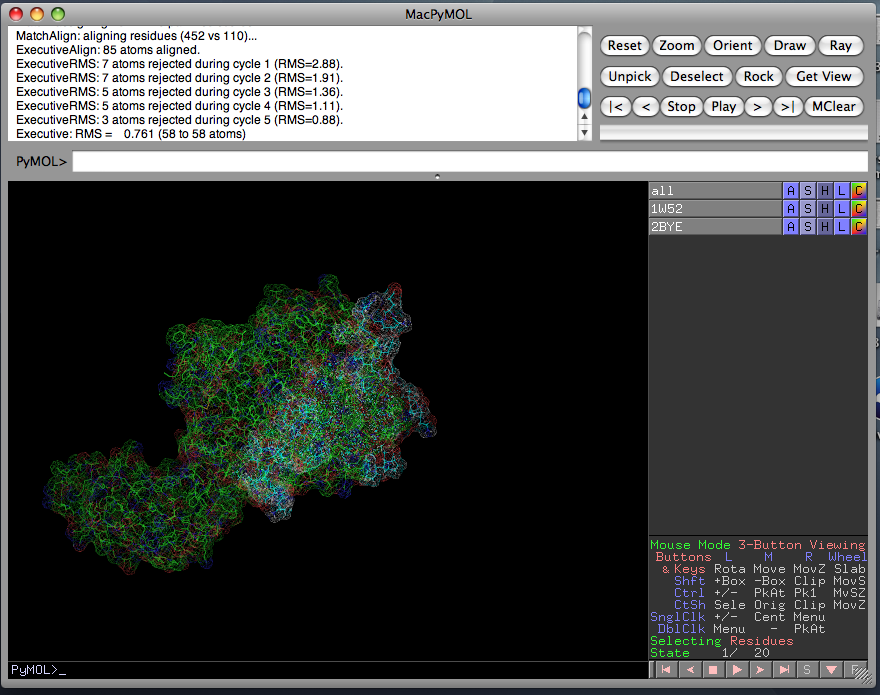 MacPyMOL
MatchAlign: aligning residues (452 vs 110)...
ExecutiveAlign: 85 atoms aligned.
ExecutiveRMS: 7 atoms rejected during cycle 1 (RMS=2.88).
ExecutiveRMS: 7 atoms rejected during cycle 2 (RMS=1.91).
ExecutiveRMS: 5 atoms rejected during cycle 3 (RMS=1.36).
ExecutiveRMS: 5 atoms rejected during cycle 4 (RMS=1.11).
ExecutiveRMS: 3 atoms rejected during cycle 5 (RMS=0.88).
Executive: RMS = 0.761 (58 to 58 atoms)
Reset Zoom Orient Draw Ray
Unpick Deselect Rock Get View
|< < Stop Play > >| MClear
PyMOL>
all A S H L C
1W52 A S H L C
2BYE A S H L C
Mouse Mode 3-Button Viewing
Buttons L M R Wheel
& Keys Rota Move MovZ Slab
Shft +Box -Box Clip MovS
Ctrl +/- PkAt Pk1 MvSZ
CtSh Sele Orig Clip MovZ
SnglClk +/- Cent Menu
DblClk Menu - PkAt
Selecting Residues
State 1/ 20
PyMOL>_
S F